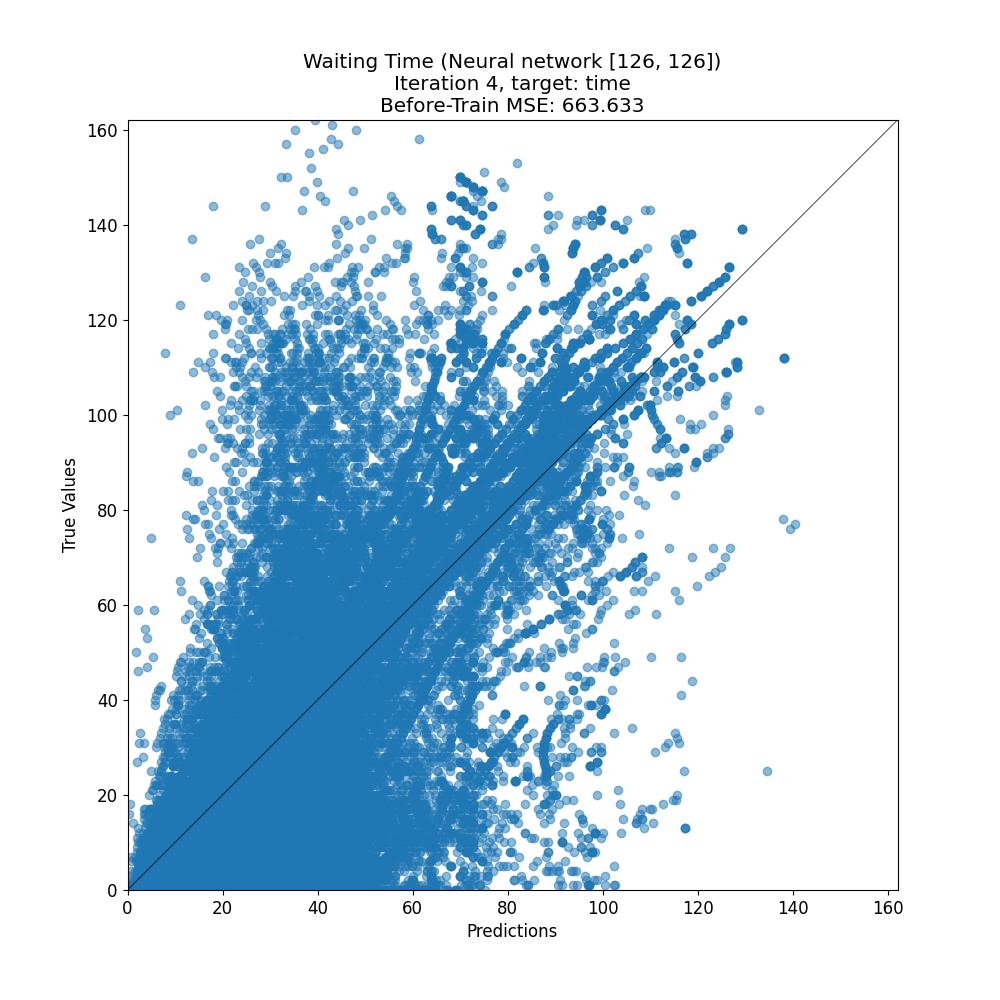 Waiting Time (Neural network [126, 126])
Iteration 4, target: time
Before-Train MSE: 663.633
160
140
120
100
80
60
40
20
0
True Values
0 20 40 60 80 100 120 140 160
Predictions